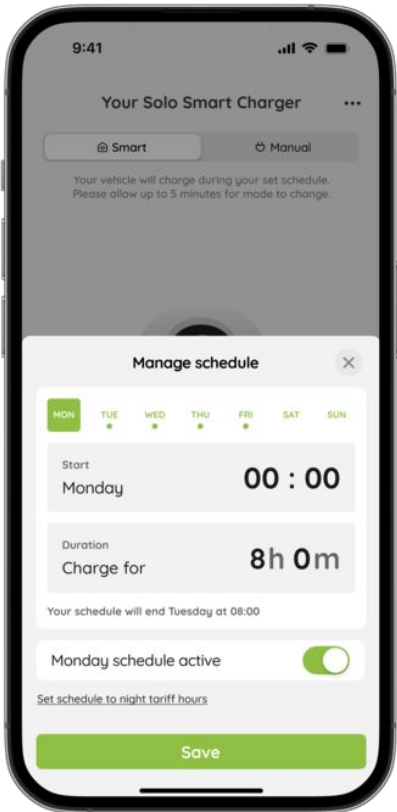 9:41
Your Solo Smart Charger
Smart Manual
Your vehicle will charge during your set schedule.
Please allow up to 5 minutes for mode to change.
Manage schedule
MON TUE WED THU FRI SAT SUN
Start
Monday
00 : 00
Duration
Charge for
8h 0m
Your schedule will end Tuesday at 08:00
Monday schedule active
Set schedule to night tariff hours
Save